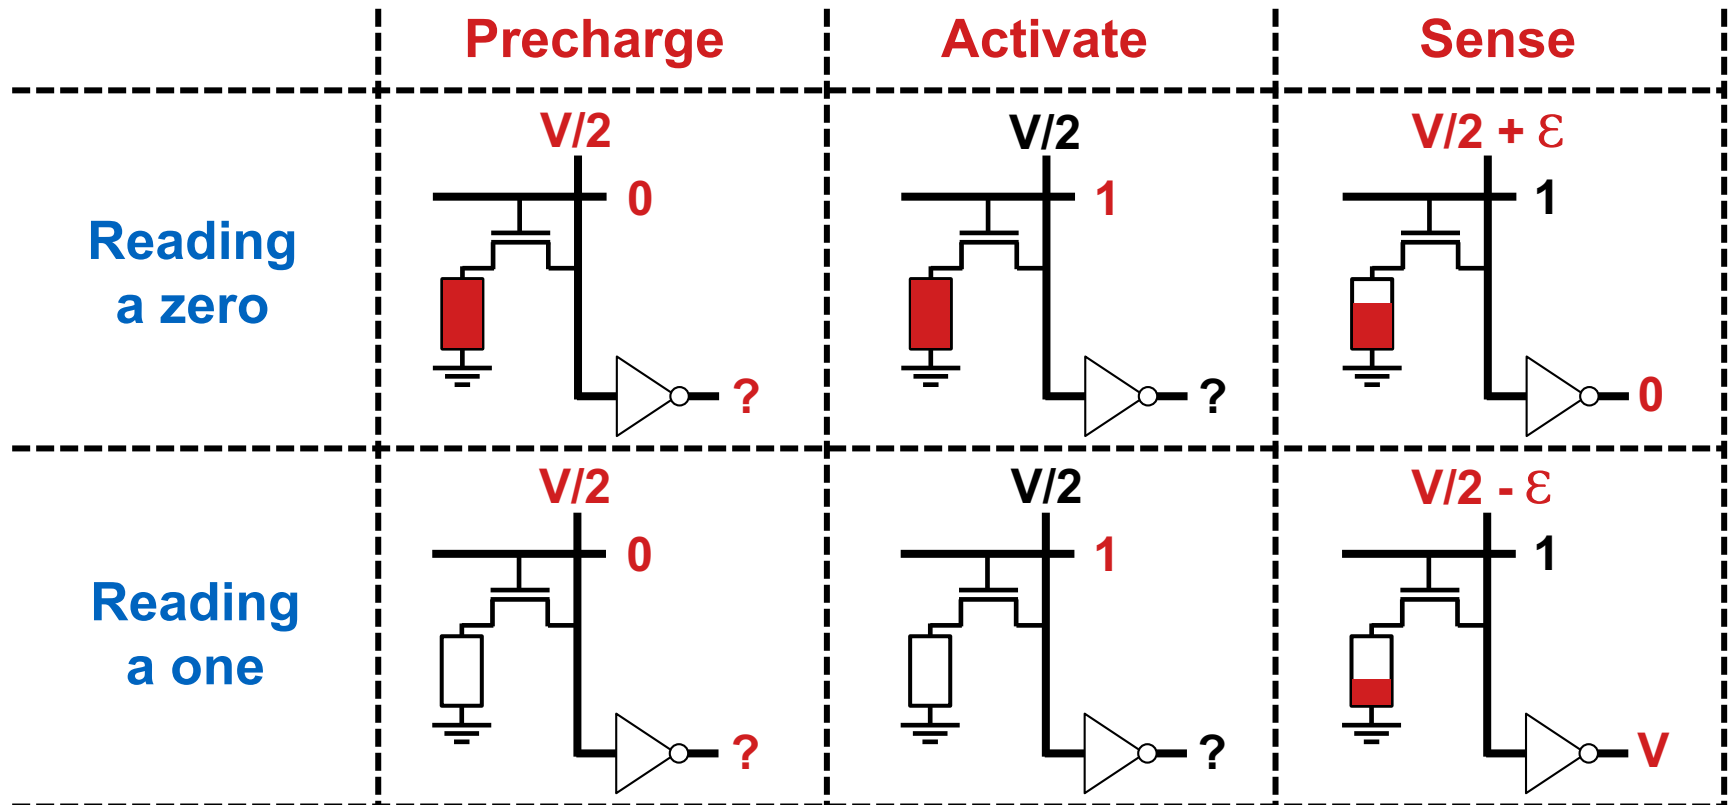 Precharge
Activate
Sense
Reading
a zero
V/2
0
?
V/2
1
?
V/2 + ε
1
0
Reading
a one
V/2
0
?
V/2
1
?
V/2 - ε
1
V